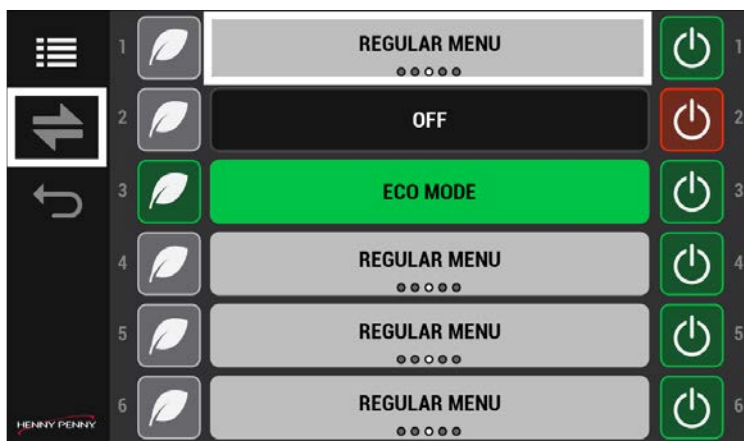 1 REGULAR MENU 1
2 OFF 2
3 ECO MODE 3
4 REGULAR MENU 4
5 REGULAR MENU 5
6 REGULAR MENU 6
HENNY PENNY